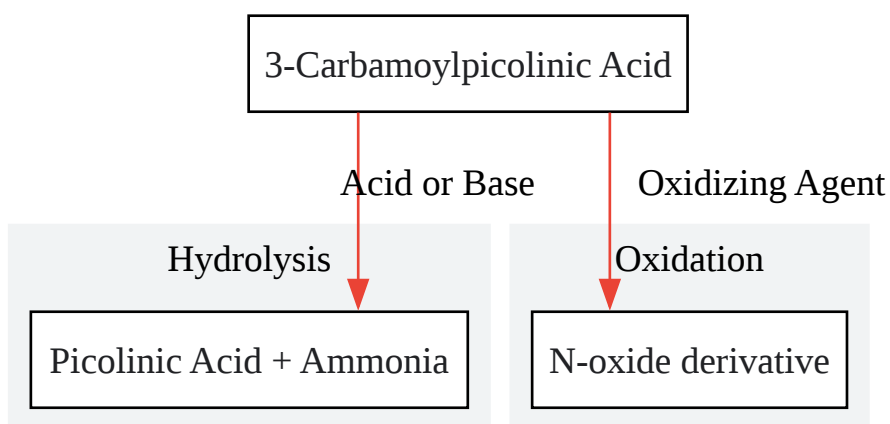 3-Carbamoylpicolinic Acid
Acid or Base
Oxidizing Agent
Hydrolysis
Oxidation
Picolinic Acid + Ammonia
N-oxide derivative